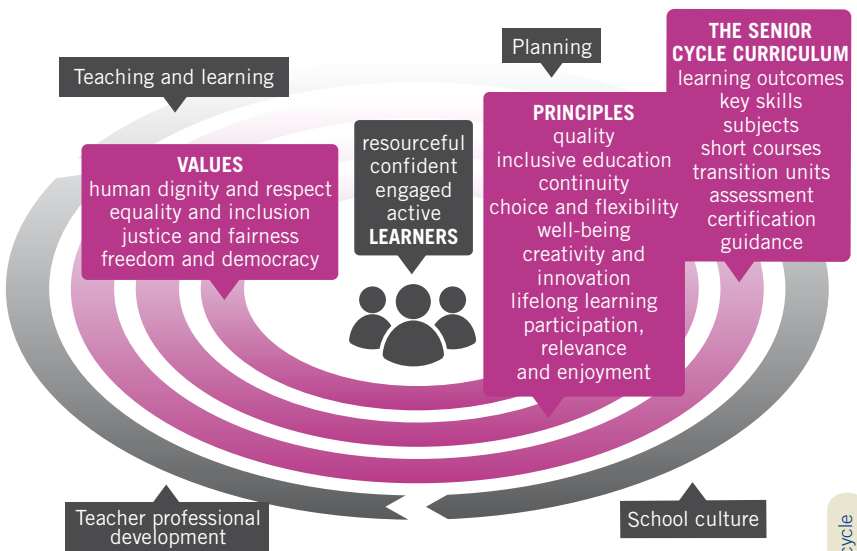 Teaching and learning
Planning
THE SENIOR
CYCLE CURRICULUM
learning outcomes
key skills
subjects
short courses
transition units
assessment
certification
guidance
VALUES
human dignity and respect
equality and inclusion
justice and fairness
freedom and democracy
resourceful
confident
engaged
active
LEARNERS
PRINCIPLES
quality
inclusive education
continuity
choice and flexibility
well-being
creativity and
innovation
lifelong learning
participation,
relevance
and enjoyment
Teacher professional
development
School culture
cycle